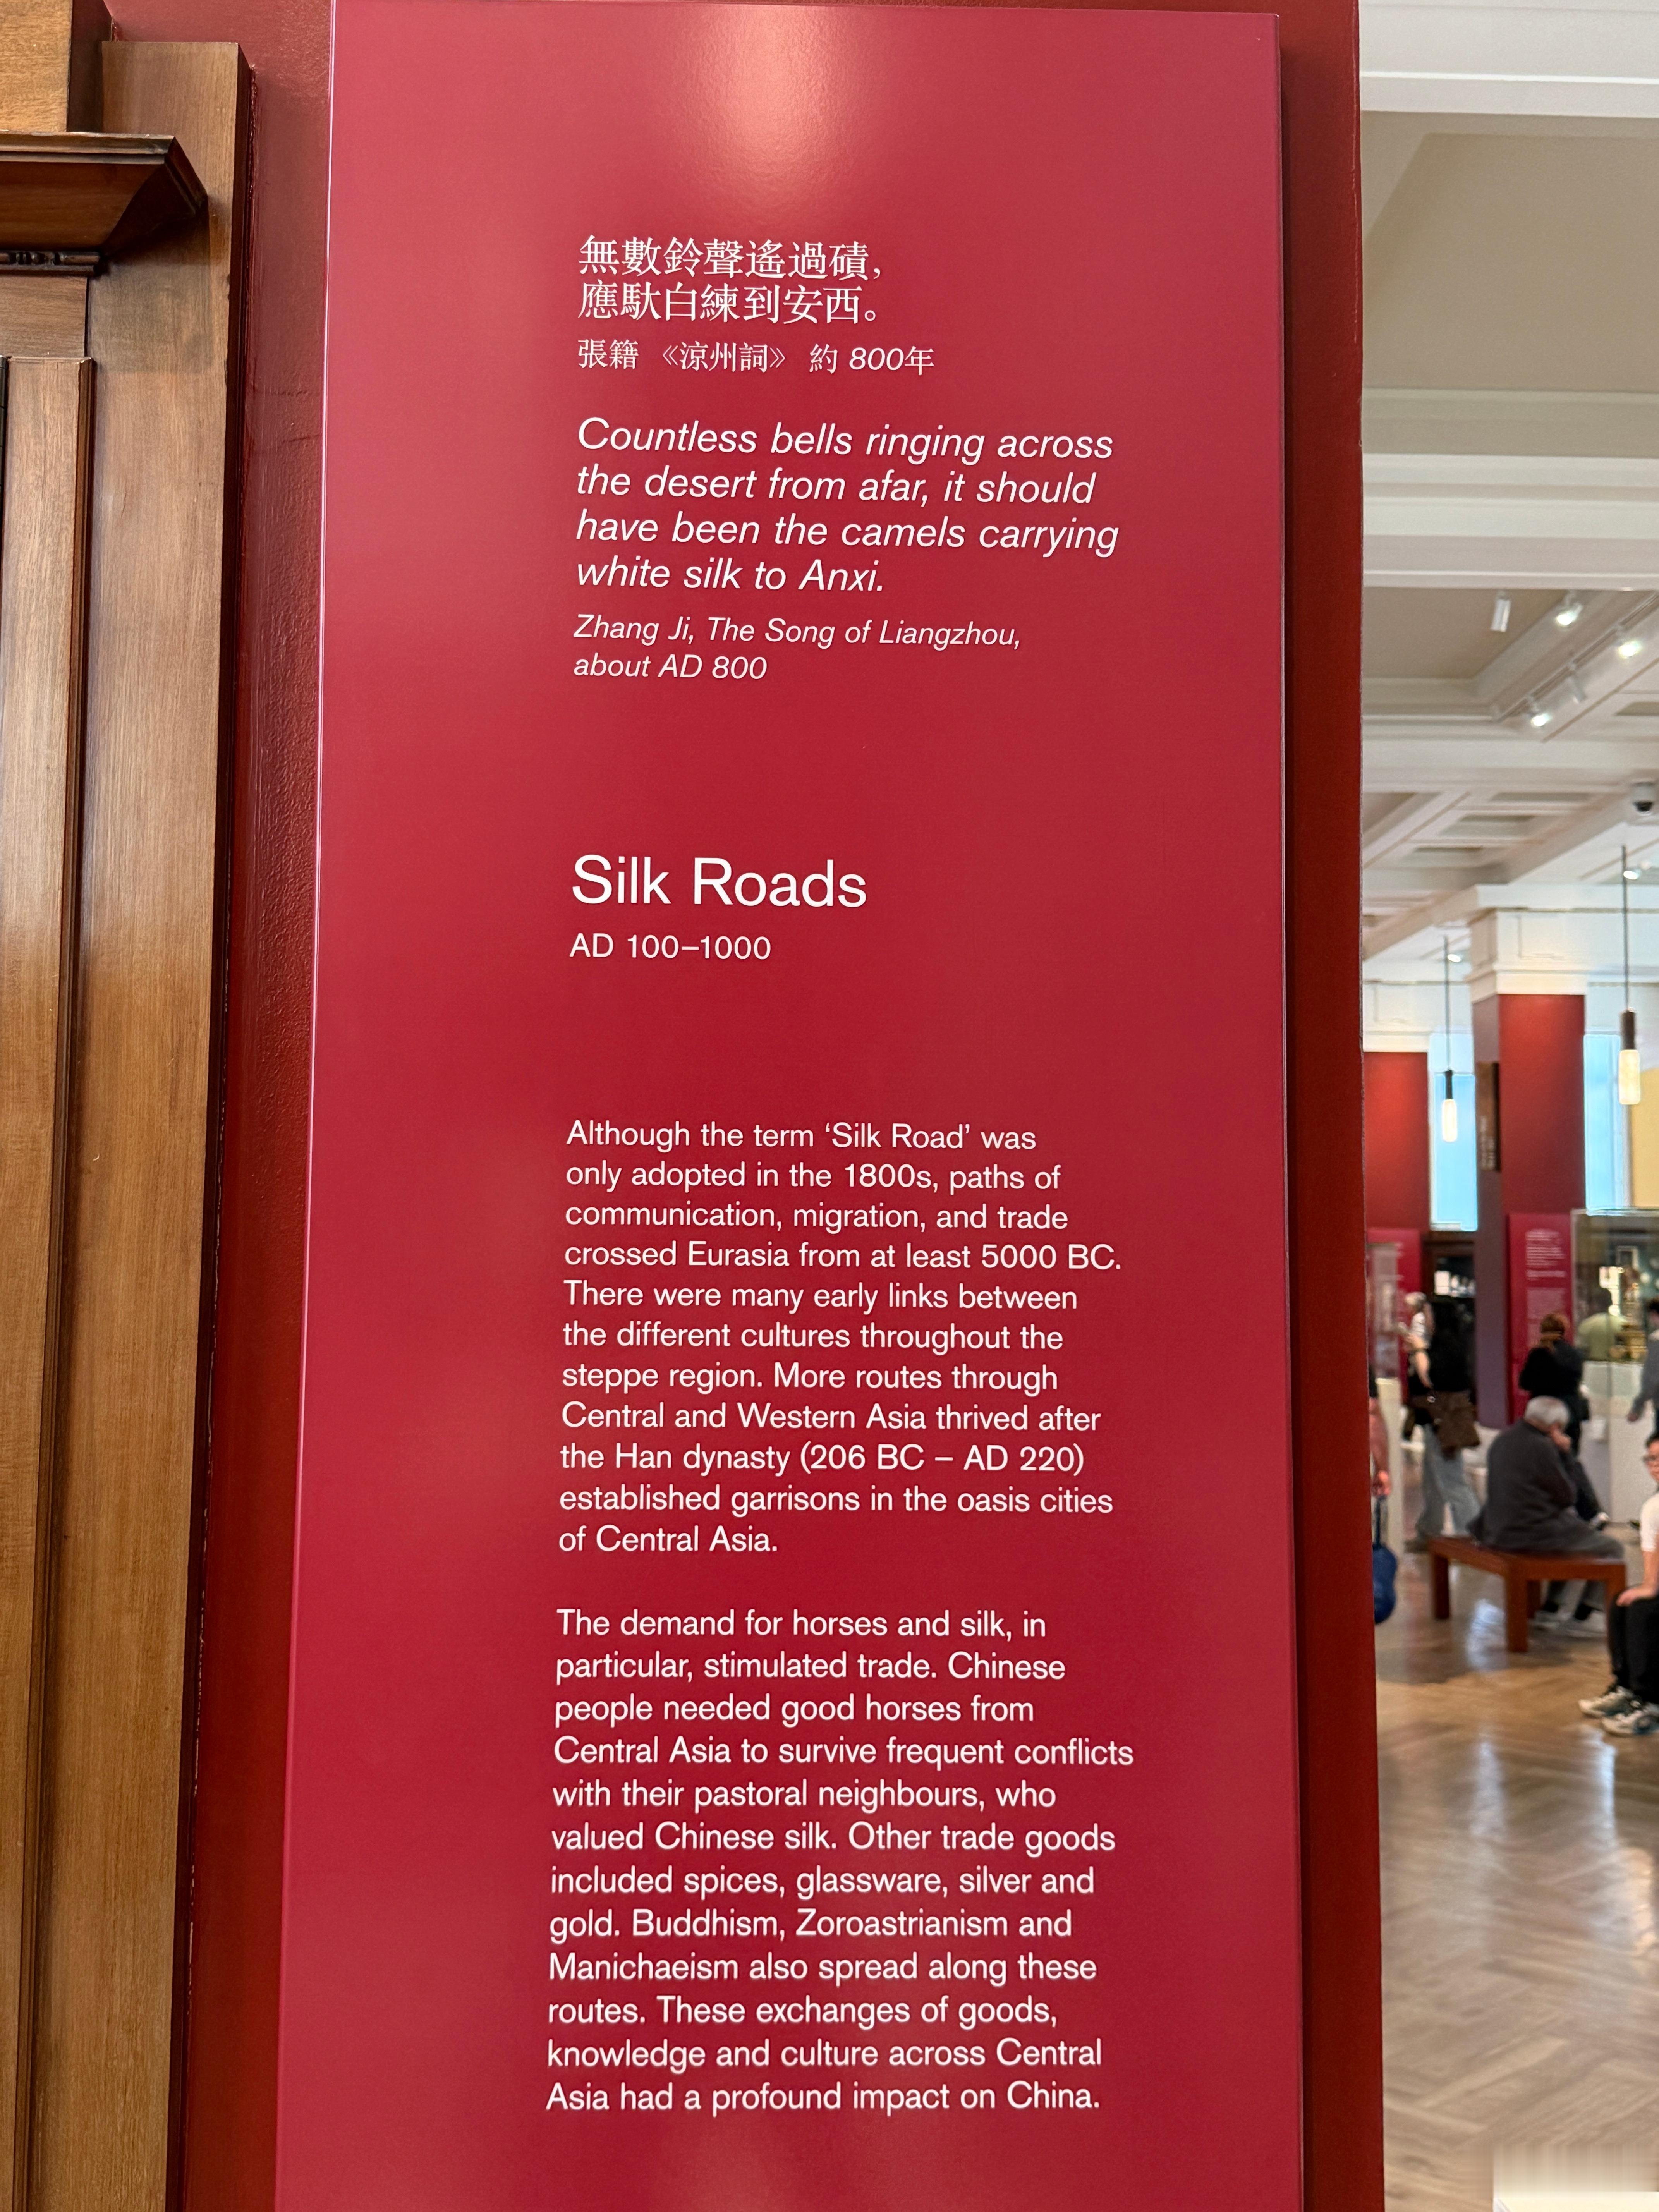 無數鈴聲遙過磧，
應馱白練到安西。
張籍 《涼州詞》 約 800年
Countless bells ringing across
the desert from afar, it should
have been the camels carrying
white silk to Anxi.
Zhang Ji, The Song of Liangzhou,
about AD 800
Silk Roads
AD 100–1000
Although the term ‘Silk Road’ was
only adopted in the 1800s, paths of
communication, migration, and trade
crossed Eurasia from at least 5000 BC.
There were many early links between
the different cultures throughout the
steppe region. More routes through
Central and Western Asia thrived after
the Han dynasty (206 BC – AD 220)
established garrisons in the oasis cities
of Central Asia.
The demand for horses and silk, in
particular, stimulated trade. Chinese
people needed good horses from
Central Asia to survive frequent conflicts
with their pastoral neighbours, who
valued Chinese silk. Other trade goods
included spices, glassware, silver and
gold. Buddhism, Zoroastrianism and
Manichaeism also spread along these
routes. These exchanges of goods,
knowledge and culture across Central
Asia had a profound impact on China.